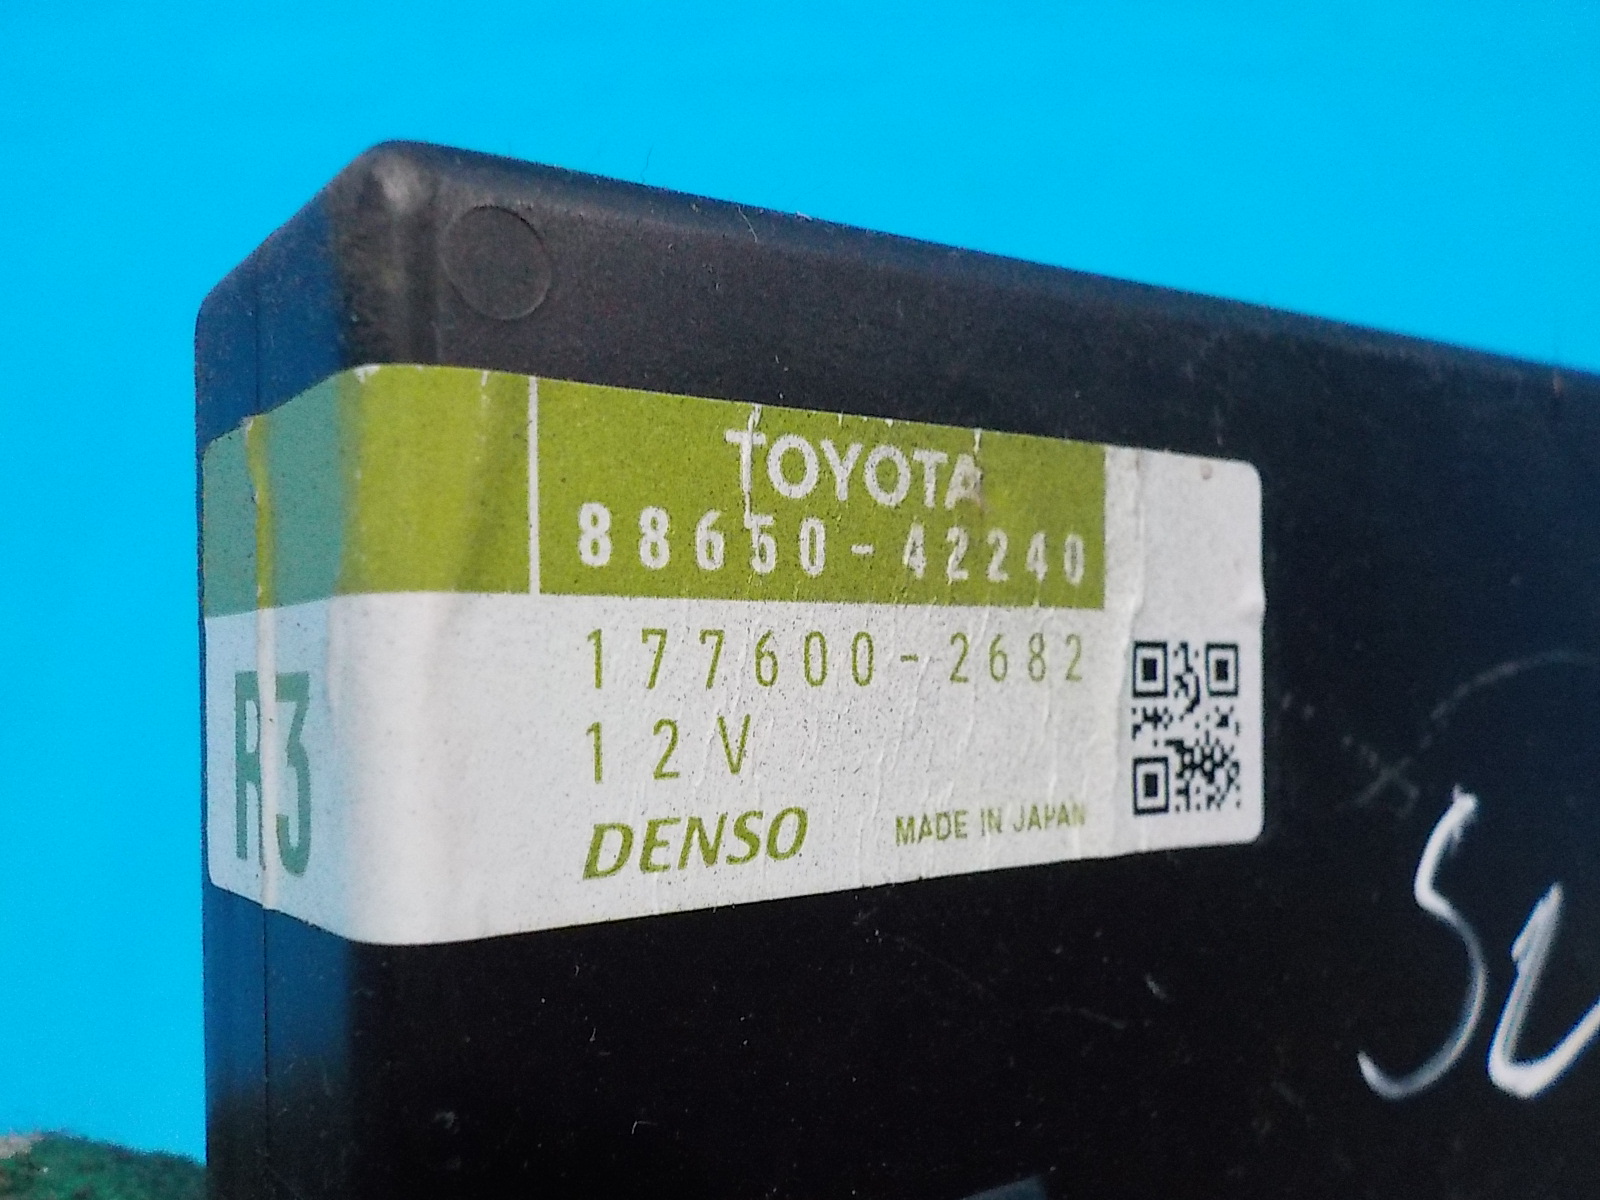 TOYOTA
88650-42240
177600-2682
12V
DENSO MADE IN JAPAN
R3